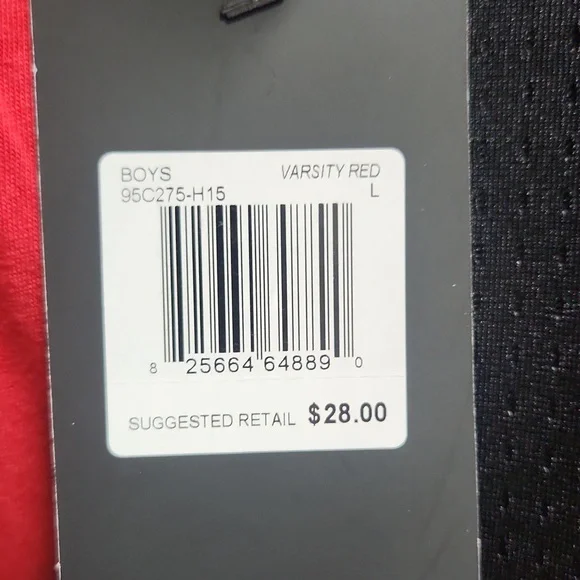 BOYS VARSITY RED
95C275-H15 L
8 25664 64889 0
SUGGESTED RETAIL $28.00